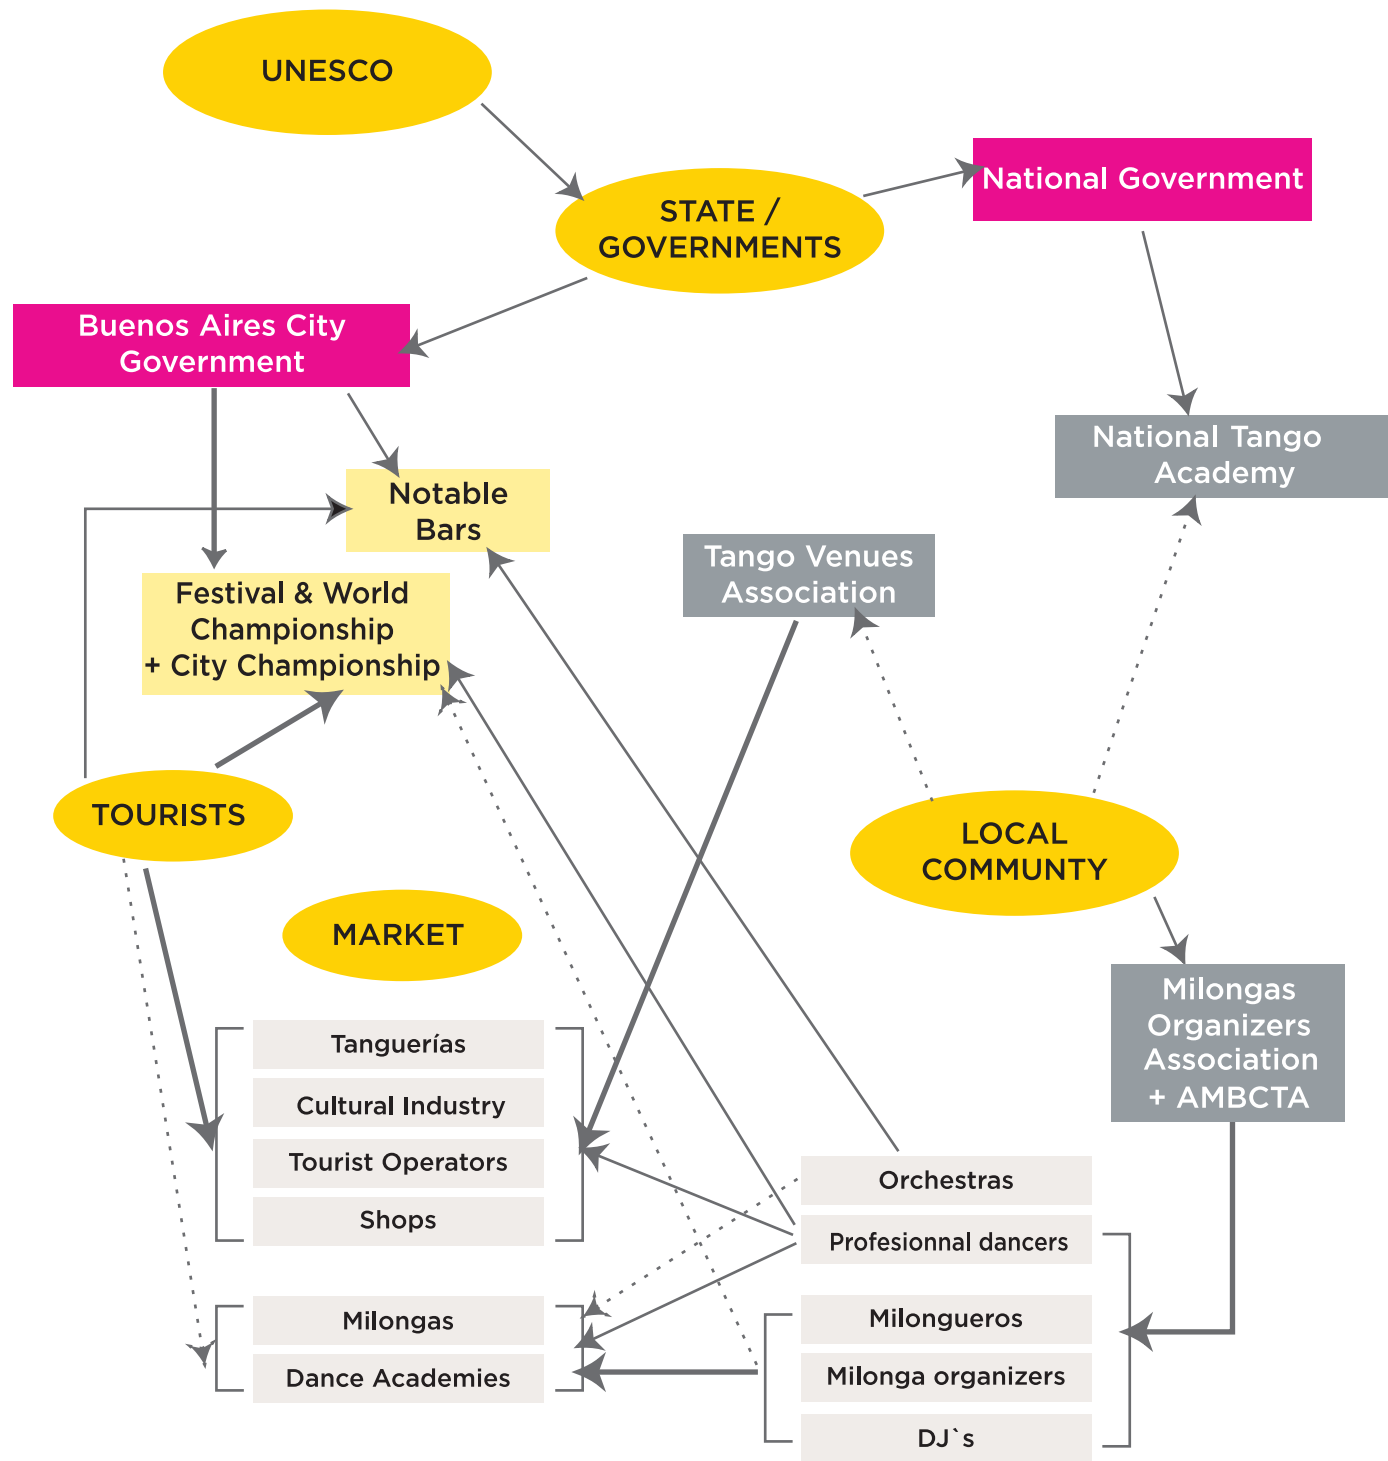 UNESCO
STATE /
GOVERNMENTS
National Government
Buenos Aires City
Government
National Tango
Academy
Notable
Bars
Tango Venues
Association
Festival & World
Championship
+ City Championship
TOURISTS
LOCAL
COMMUNTY
MARKET
Milongas
Organizers
Association
+ AMBCTA
Tanguerías
Cultural Industry
Tourist Operators
Shops
Orchestras
Profesionnal dancers
Milongas
Dance Academies
Milongueros
Milonga organizers
DJ`s